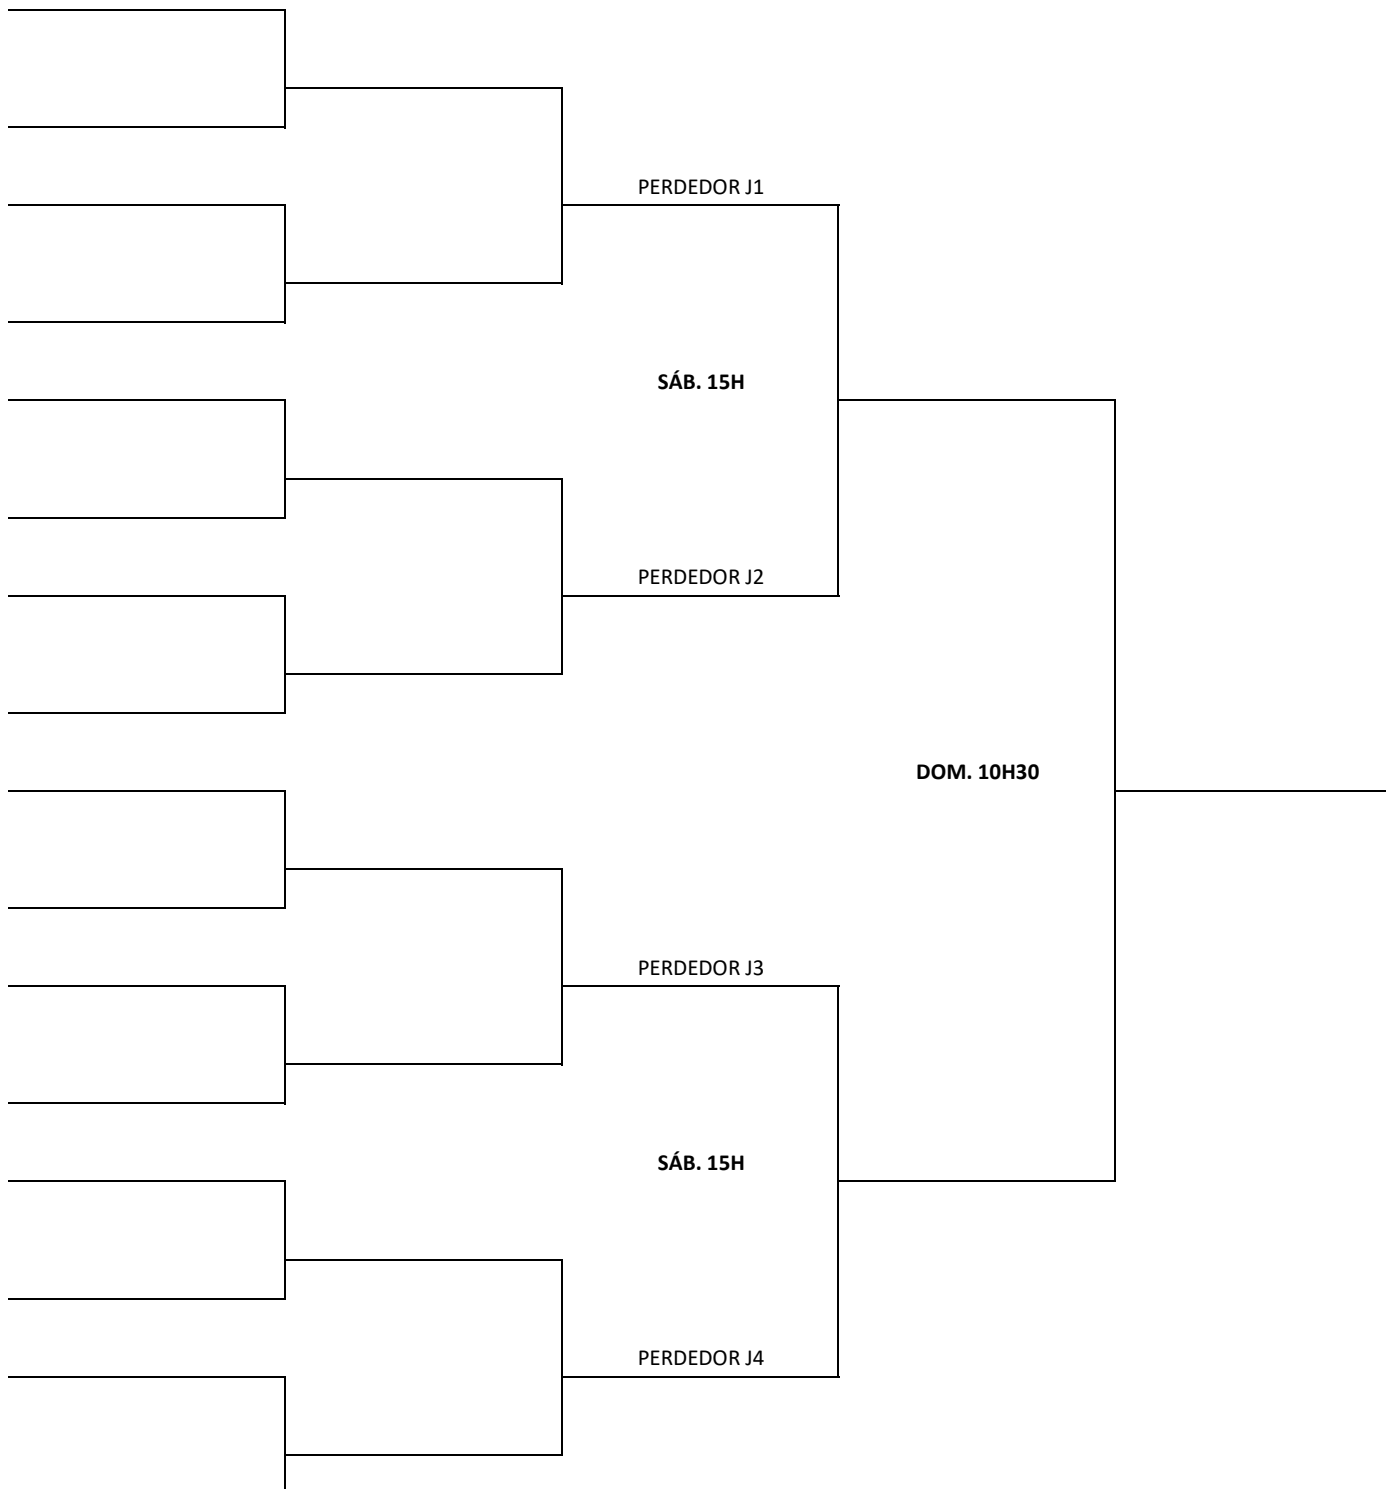 PERDEDOR J1
SÁB. 15H
PERDEDOR J2
DOM. 10H30
PERDEDOR J3
SÁB. 15H
PERDEDOR J4